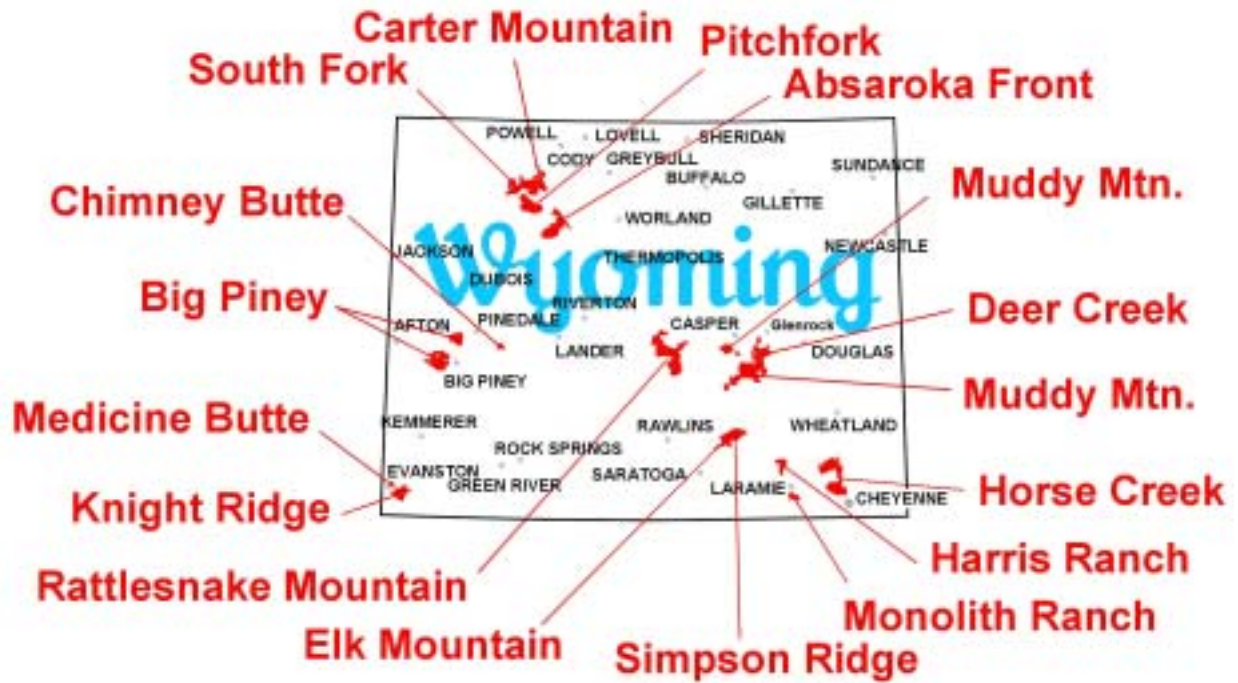 Carter Mountain
Pitchfork
South Fork
Absaroka Front
POWELL
LOVELL
SHERIDAN
CODY
GREYBULL
SUNDANCE
BUFFALO
Muddy Mtn.
Chimney Butte
GILLETTE
WORLAND
JACKSON
Wyoming
NEWCASTLE
THERMOPOLIS
DUBOIS
Big Piney
RIVERTON
Deer Creek
AFTON
PINEDALE
CASPER
Glenrock
LANDER
DOUGLAS
BIG PINEY
Muddy Mtn.
Medicine Butte
KEMMERER
RAWLINS
WHEATLAND
ROCK SPRINGS
EVANSTON
SARATOGA
GREEN RIVER
LARAMIE
Horse Creek
CHEYENNE
Knight Ridge
Harris Ranch
Rattlesnake Mountain
Monolith Ranch
Elk Mountain
Simpson Ridge